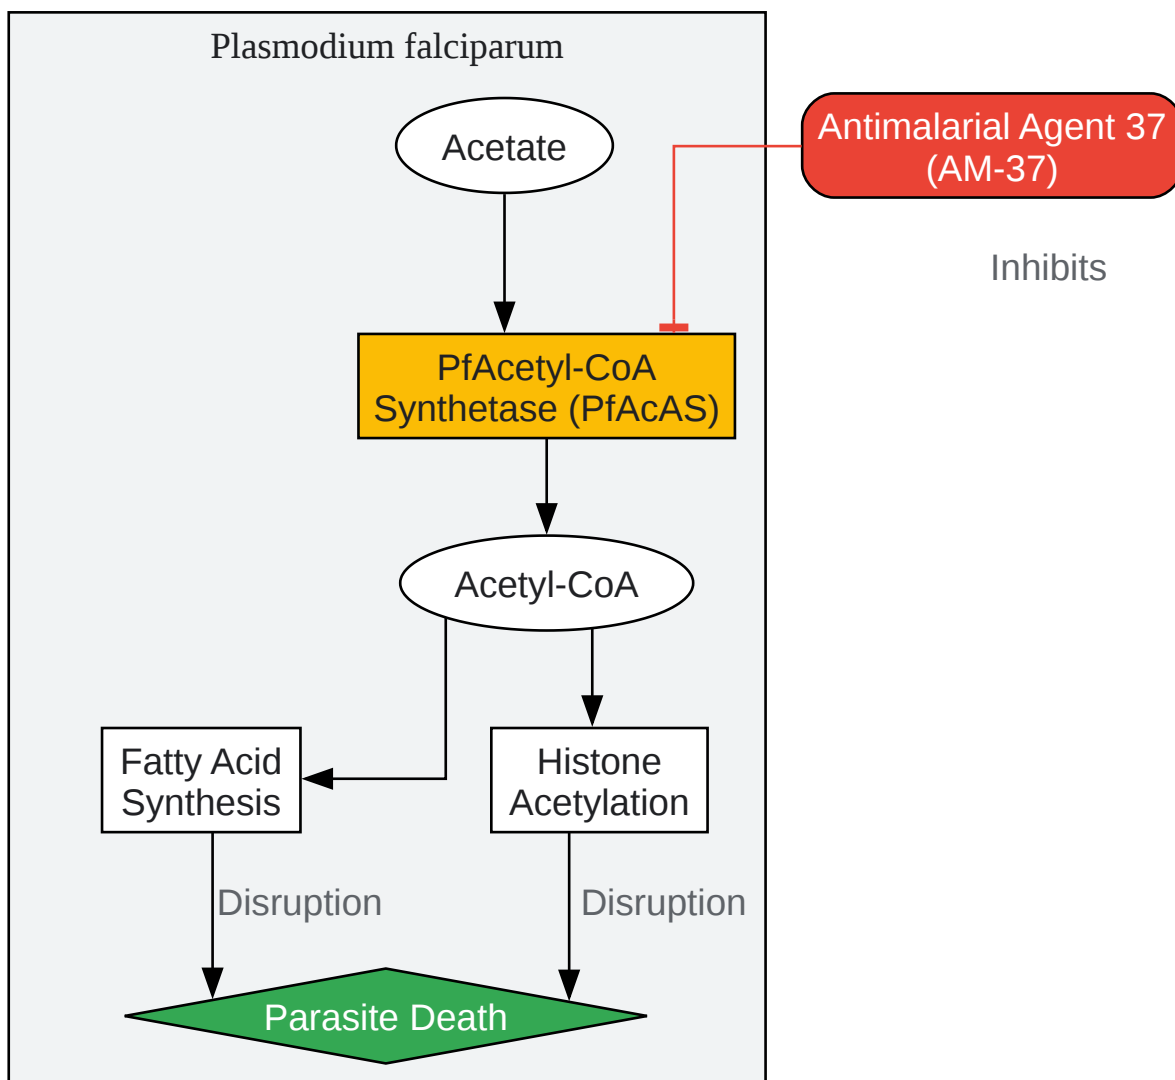 Plasmodium falciparum
Acetate
Antimalarial Agent 37
(AM-37)
Inhibits
PfAcetyl-CoA
Synthetase (PfAcAS)
Acetyl-CoA
Fatty Acid
Synthesis
Histone
Acetylation
Disruption
Disruption
Parasite Death